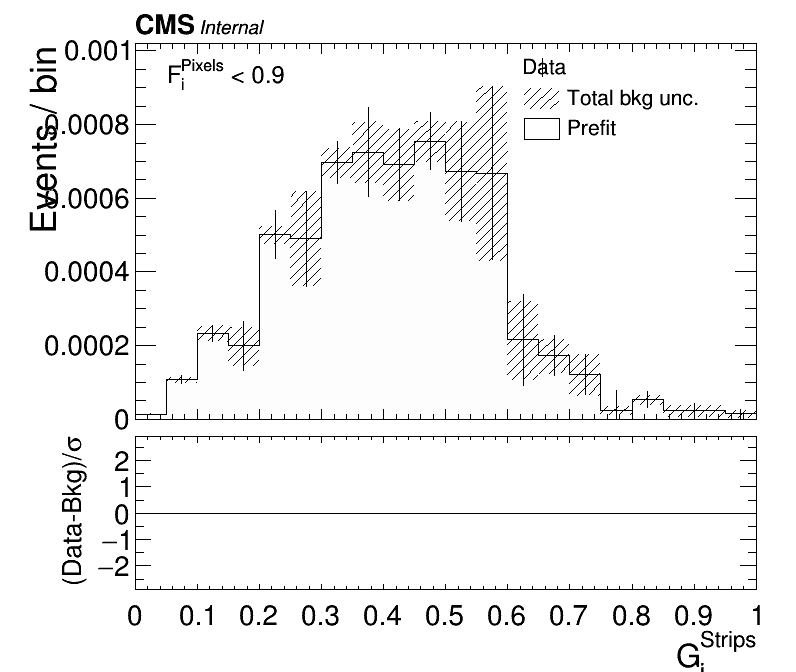 CMS Internal
F_i^Pixels < 0.9
Data
Total bkg unc.
Prefit
Events / bin
0.001
0.0008
0.0006
0.0004
0.0002
0
(Data-Bkg)/σ
2
1
0
−1
−2
0 0.1 0.2 0.3 0.4 0.5 0.6 0.7 0.8 0.9 1
G_i^Strips